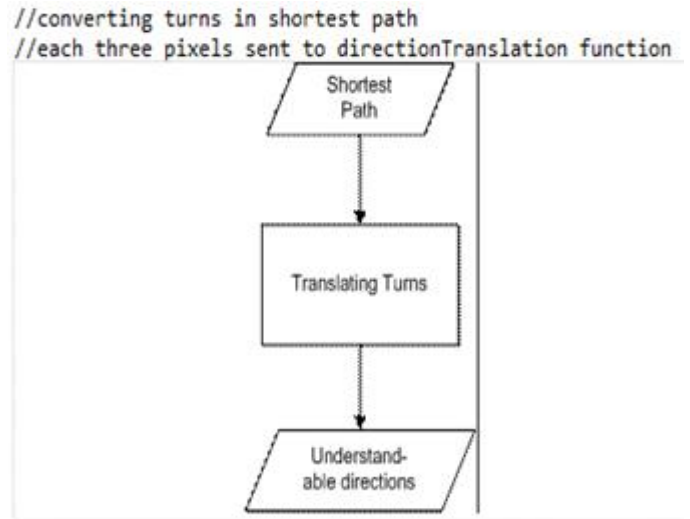 //converting turns in shortest path
//each three pixels sent to directionTranslation function
Shortest
Path
Translating Turns
Understand-
able directions